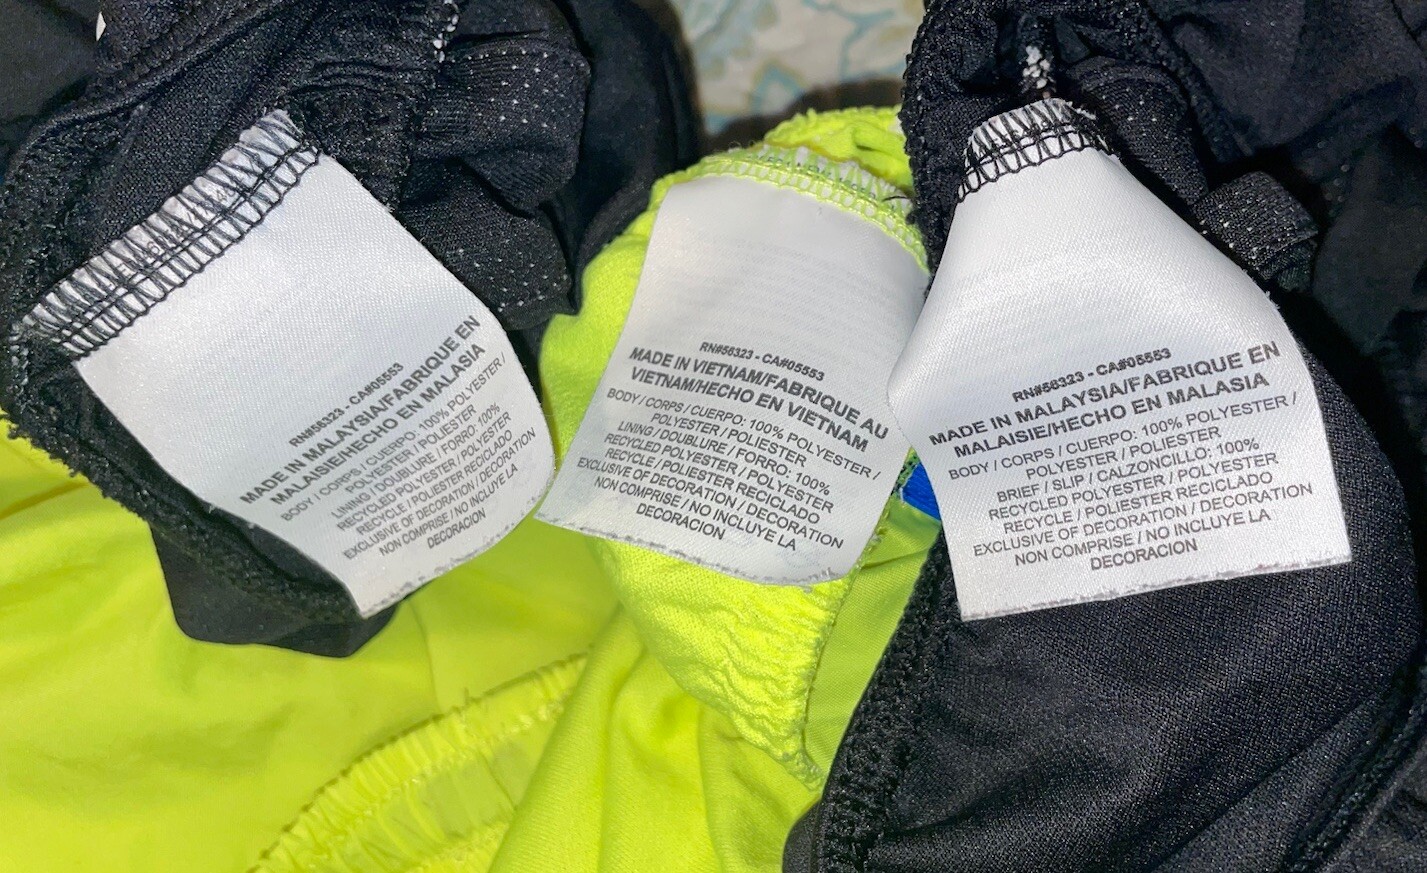 RN#56323 - CA#05553
MADE IN MALAYSIA/FABRIQUE EN
MALAISIE/HECHO EN MALASIA
BODY / CORPS / CUERPO: 100% POLYESTER /
POLYESTER / POLIESTER
LINING / DOUBLURE / FORRO: 100%
RECYCLED POLYESTER / POLYESTER
RECYCLE / POLIESTER RECICLADO
EXCLUSIVE OF DECORATION / DECORATION
NON COMPRISE / NO INCLUYE LA
DECORACION
RN#56323 - CA#05553
MADE IN VIETNAM/FABRIQUE AU
VIETNAM/HECHO EN VIETNAM
BODY / CORPS / CUERPO: 100% POLYESTER /
POLYESTER / POLIESTER
LINING / DOUBLURE / FORRO: 100%
RECYCLED POLYESTER / POLYESTER
RECYCLE / POLIESTER RECICLADO
EXCLUSIVE OF DECORATION / DECORATION
NON COMPRISE / NO INCLUYE LA
DECORACION
RN#56323 - CA#05553
MADE IN MALAYSIA/FABRIQUE EN
MALAISIE/HECHO EN MALASIA
BODY / CORPS / CUERPO: 100% POLYESTER /
POLYESTER / POLIESTER
BRIEF / SLIP / CALZONCILLO: 100%
RECYCLED POLYESTER / POLYESTER
RECYCLE / POLIESTER RECICLADO
EXCLUSIVE OF DECORATION / DECORATION
NON COMPRISE / NO INCLUYE LA
DECORACION